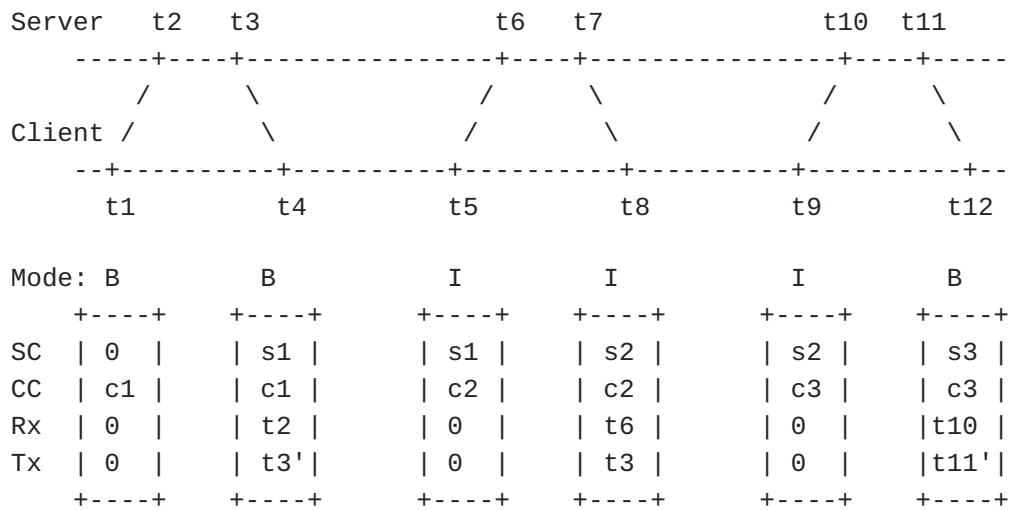 Server   t2   t3                t6   t7               t10  t11
    -----+----+----------------+----+----------------+----+-----
        /      \              /      \              /      \
Client /        \            /        \            /        \
    --+----------+----------+----------+----------+----------+--
      t1         t4         t5         t8         t9         t12

Mode: B         B           I         I           I         B
    +----+    +----+      +----+    +----+      +----+    +----+
SC  | 0  |    | s1 |      | s1 |    | s2 |      | s2 |    | s3 |
CC  | c1 |    | c1 |      | c2 |    | c2 |      | c3 |    | c3 |
Rx  | 0  |    | t2 |      | 0  |    | t6 |      | 0  |    |t10 |
Tx  | 0  |    | t3'|      | 0  |    | t3 |      | 0  |    |t11'|
    +----+    +----+      +----+    +----+      +----+    +----+